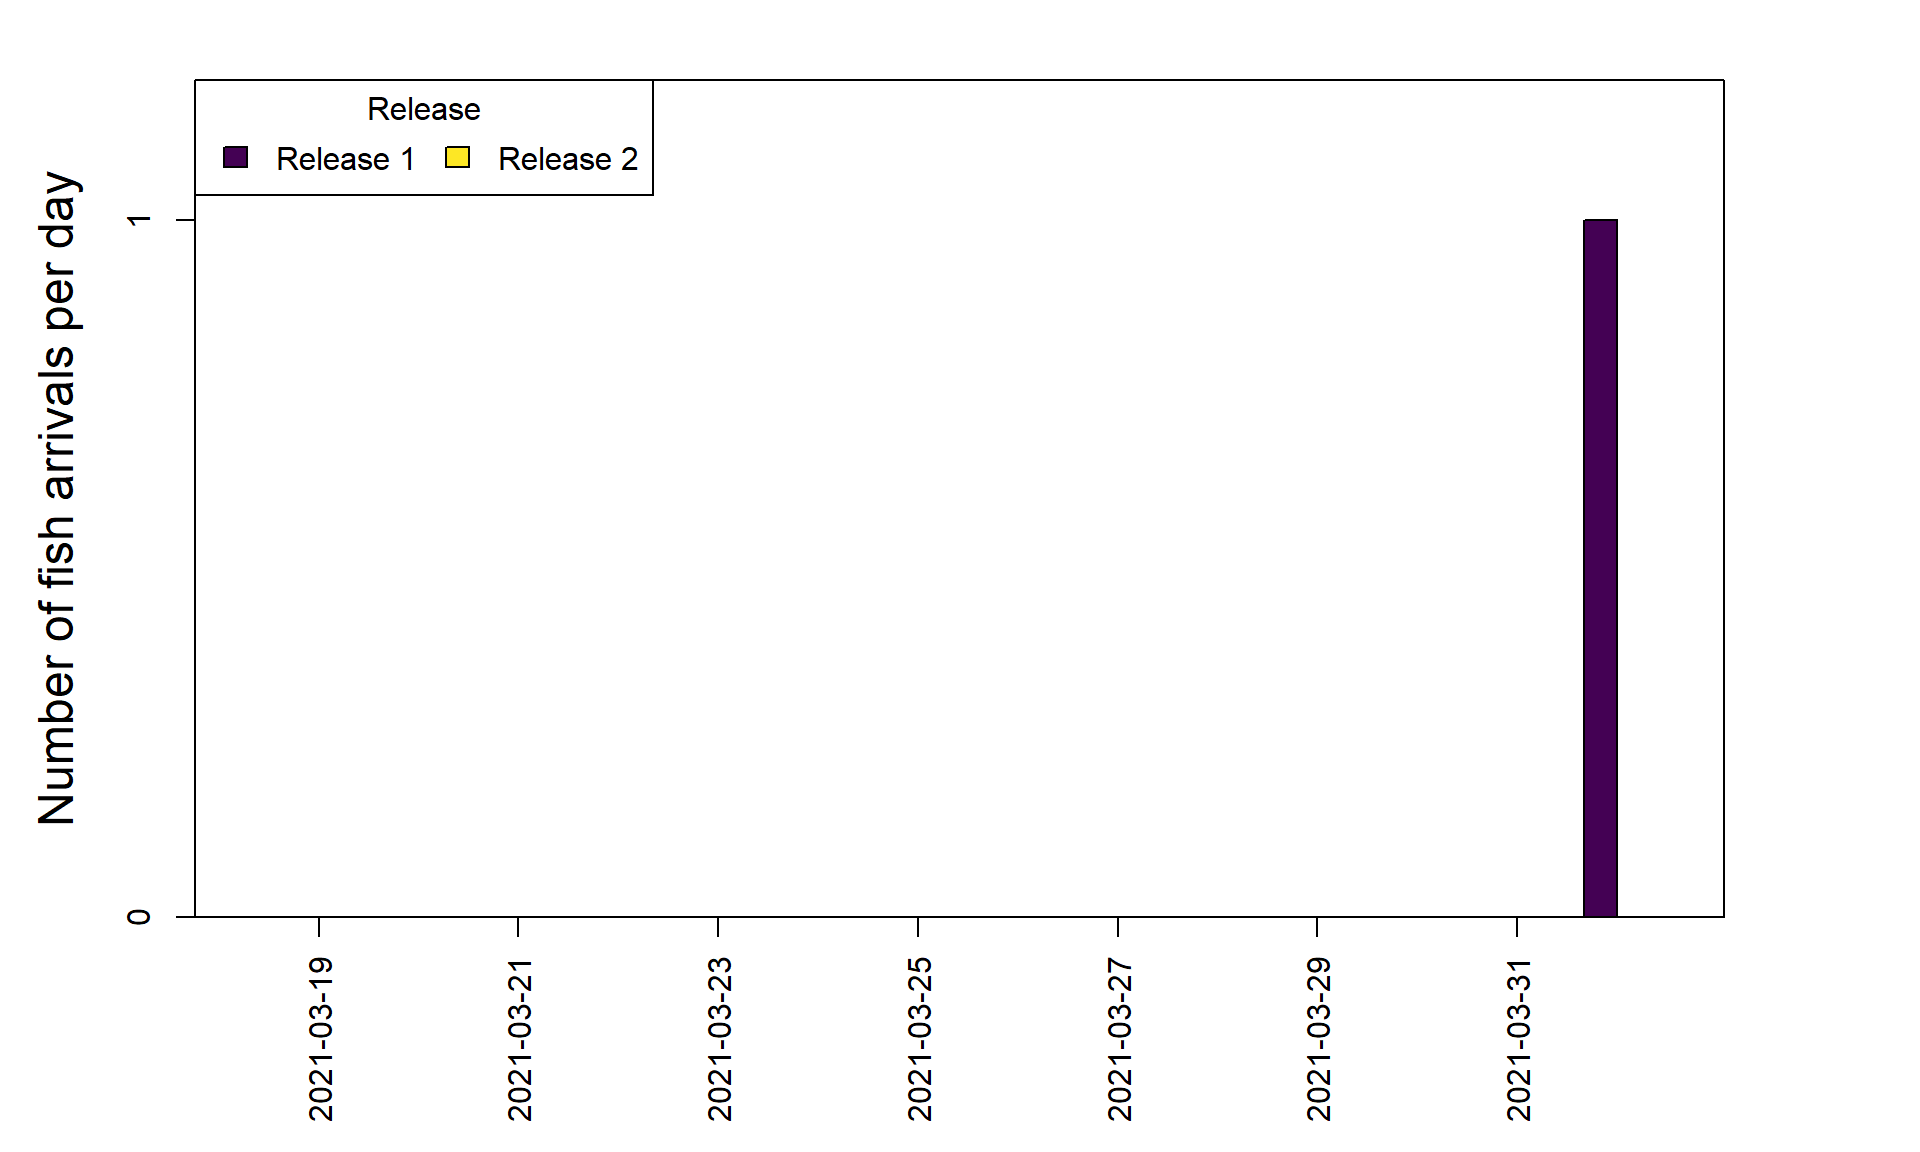 Release
Release 1
Release 2
Number of fish arrivals per day
1
0
2021-03-19
2021-03-21
2021-03-23
2021-03-25
2021-03-27
2021-03-29
2021-03-31